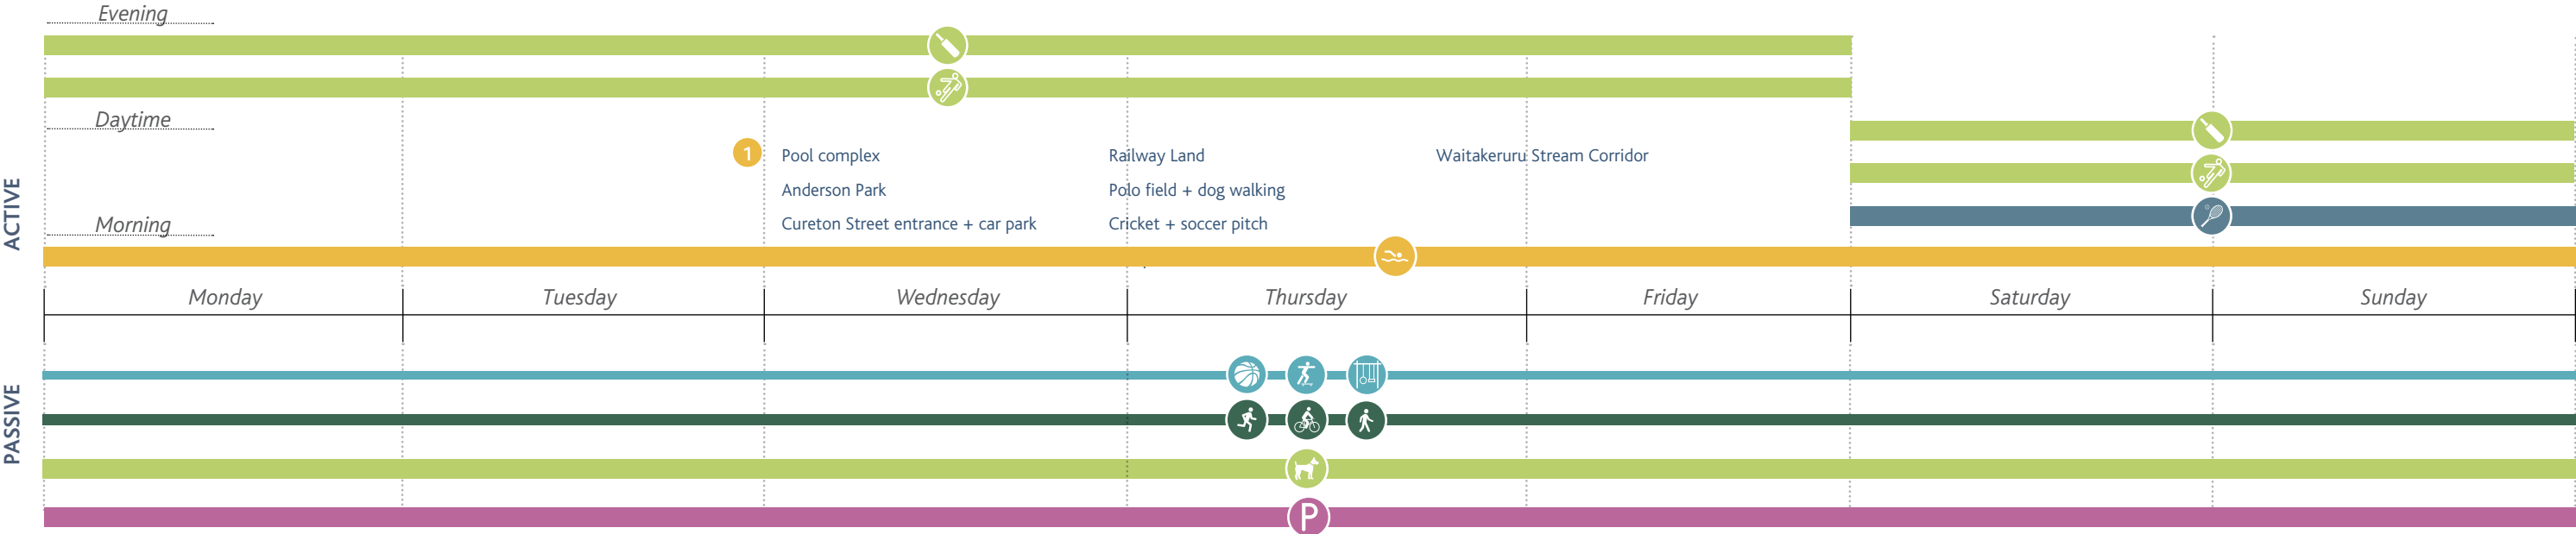 Evening
Daytime
1
Pool complex
Railway Land
Waitakeruru Stream Corridor
Anderson Park
Polo field + dog walking
Morning
Cureton Street entrance + car park
Cricket + soccer pitch
ACTIVE
Monday
Tuesday
Wednesday
Thursday
Friday
Saturday
Sunday
PASSIVE
P